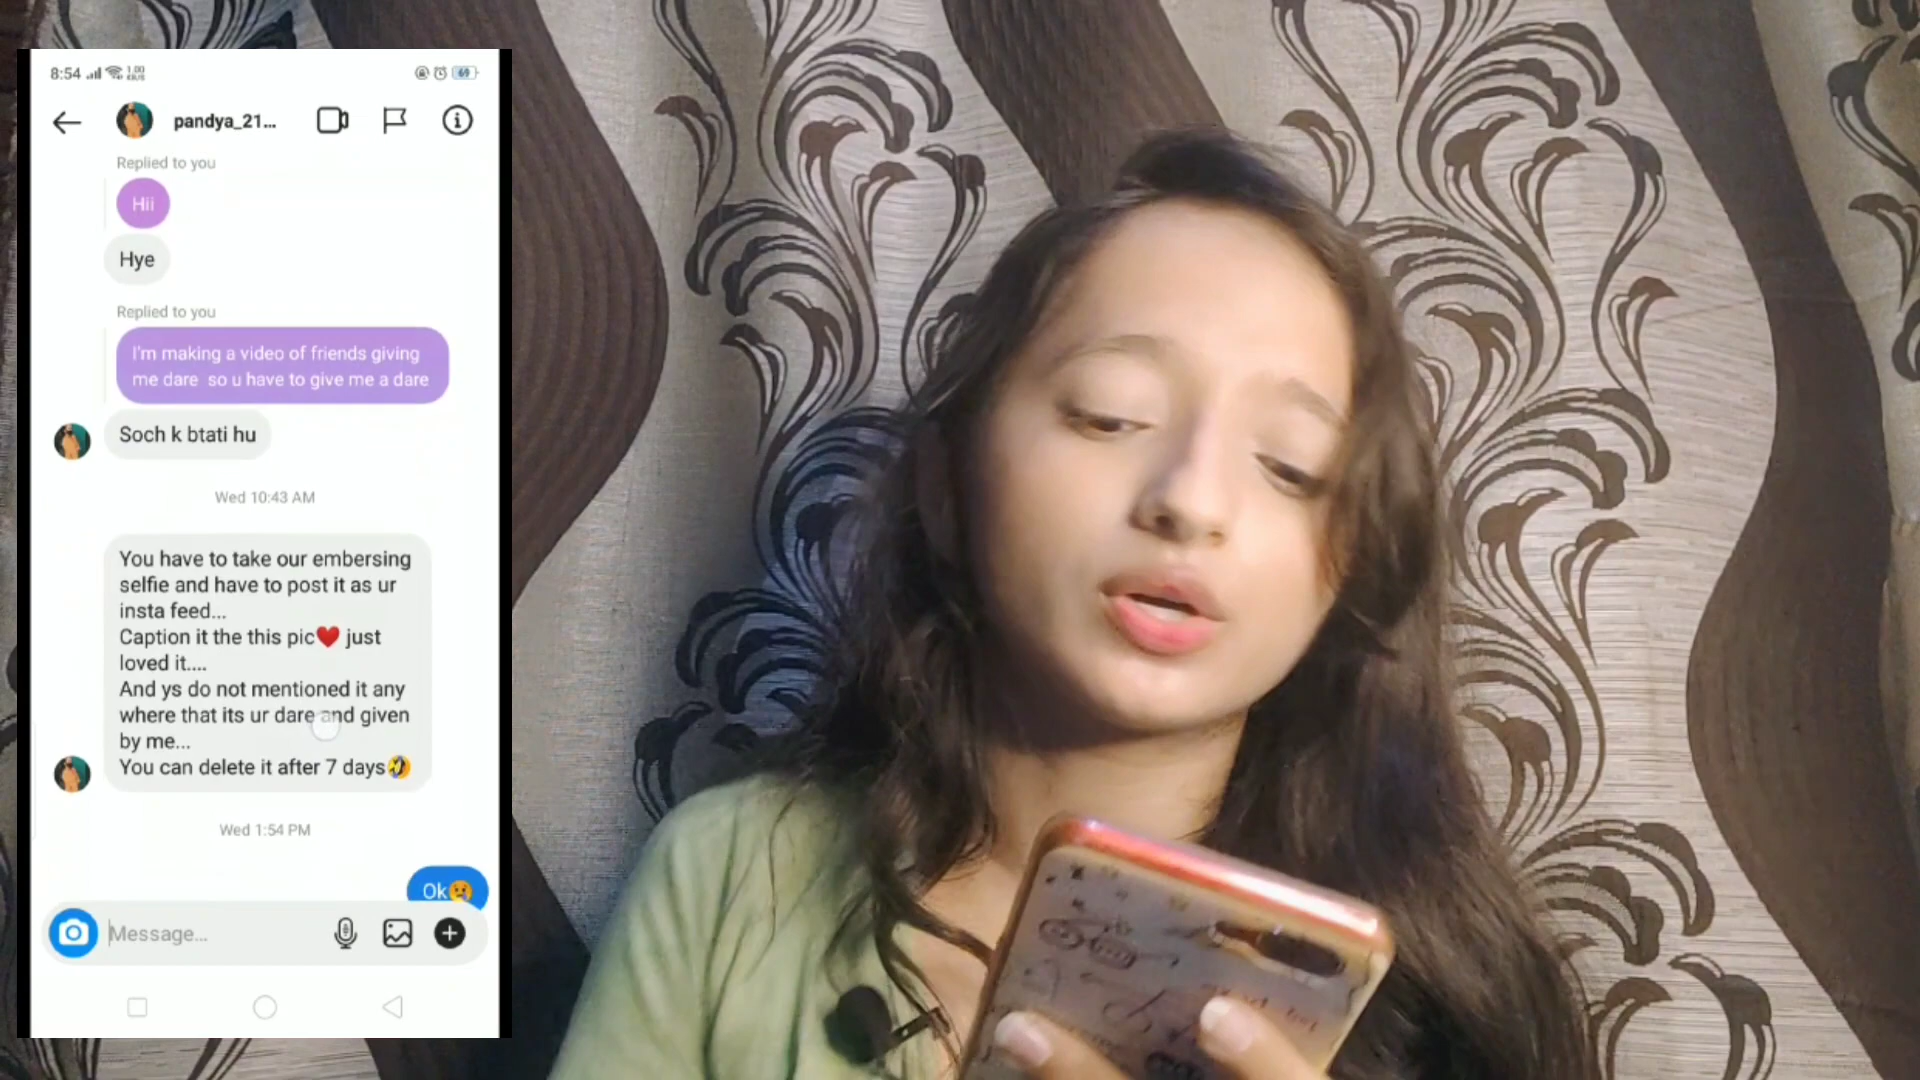 8:54
1.00
KB/S
69
pandya_21...
Replied to you
Hii
Hye
Replied to you
I'm making a video of friends giving
me dare so u have to give me a dare
Soch k btati hu
Wed 10:43 AM
You have to take our embersing
selfie and have to post it as ur
insta feed...
Caption it the this pic❤️ just
loved it....
And ys do not mentioned it any
where that its ur dare and given
by me...
You can delete it after 7 days🤣
Wed 1:54 PM
Ok😢
Message...